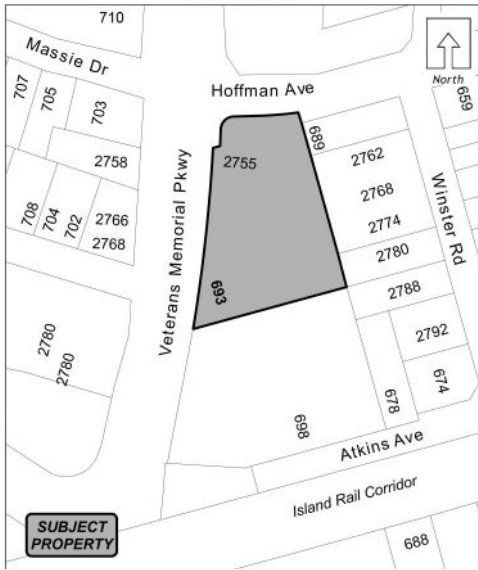 710
Massie Dr
North
707
705
703
Hoffman Ave
659
689
2758
2755
2762
2768
2774
Winster Rd
708
704
702
2766
2768
Veterans Memorial Pkwy
693
2780
2788
2780
2780
2792
674
678
698
Atkins Ave
Island Rail Corridor
SUBJECT
PROPERTY
688